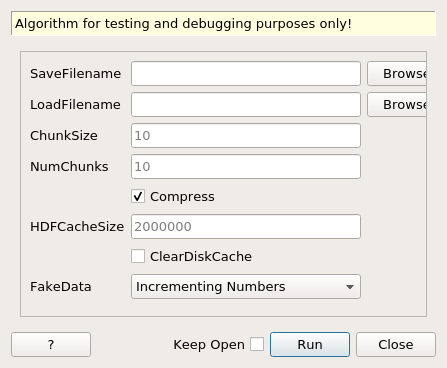 Algorithm for testing and debugging purposes only!
SaveFilename Browse
LoadFilename Browse
ChunkSize 10
NumChunks 10
Compress
HDFCacheSize 2000000
ClearDiskCache
FakeData Incrementing Numbers
? Keep Open Run Close